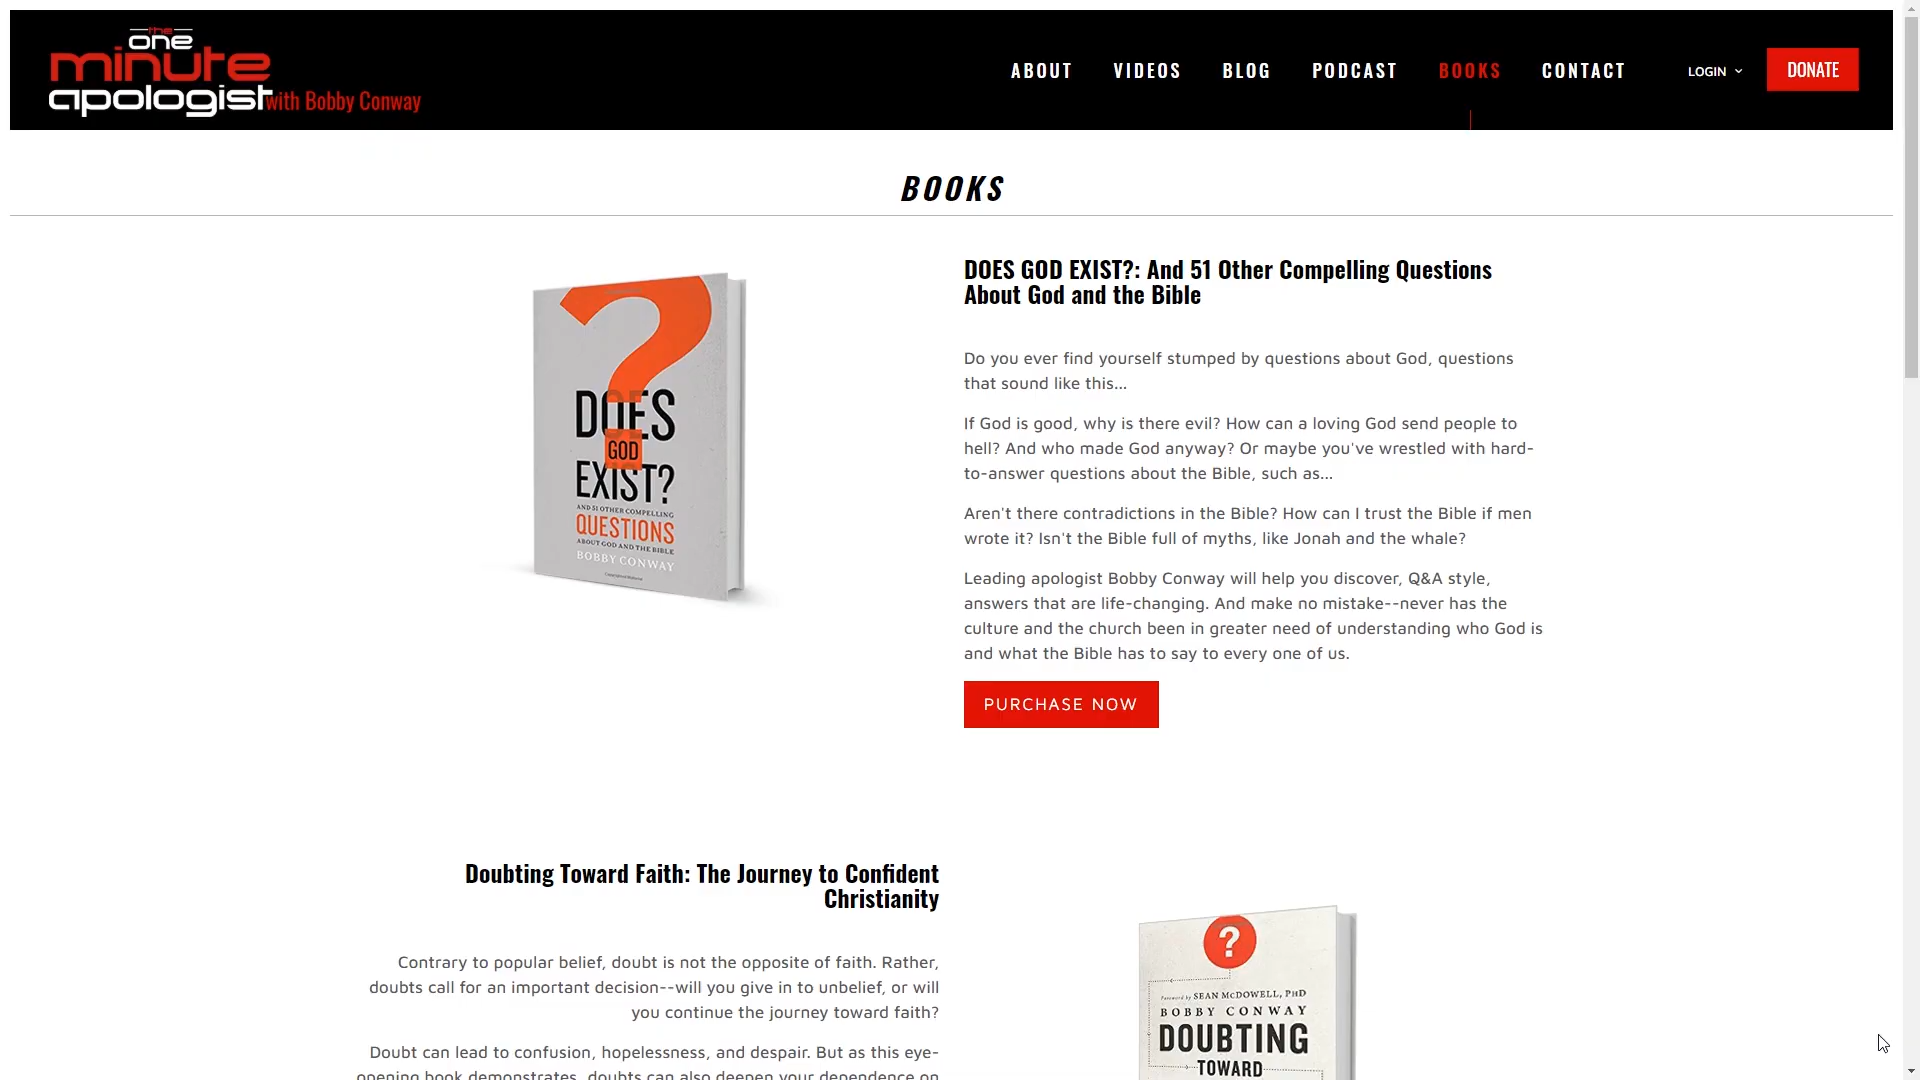 the
one
minute
apologist with Bobby Conway
ABOUT VIDEOS BLOG PODCAST BOOKS CONTACT LOGIN DONATE
BOOKS
DOES
GOD
EXIST?
AND 51 OTHER COMPELLING
QUESTIONS
ABOUT GOD AND THE BIBLE
BOBBY CONWAY
DOES GOD EXIST?: And 51 Other Compelling Questions
About God and the Bible
Do you ever find yourself stumped by questions about God, questions
that sound like this...
If God is good, why is there evil? How can a loving God send people to
hell? And who made God anyway? Or maybe you've wrestled with hard-
to-answer questions about the Bible, such as...
Aren't there contradictions in the Bible? How can I trust the Bible if men
wrote it? Isn't the Bible full of myths, like Jonah and the whale?
Leading apologist Bobby Conway will help you discover, Q&A style,
answers that are life-changing. And make no mistake--never has the
culture and the church been in greater need of understanding who God is
and what the Bible has to say to every one of us.
PURCHASE NOW
Doubting Toward Faith: The Journey to Confident
Christianity
Contrary to popular belief, doubt is not the opposite of faith. Rather,
doubts call for an important decision--will you give in to unbelief, or will
you continue the journey toward faith?
Doubt can lead to confusion, hopelessness, and despair. But as this eye-
opening book demonstrates, doubts can also deepen your dependence on
?
Foreword by SEAN McDOWELL, PHD
BOBBY CONWAY
DOUBTING
TOWARD